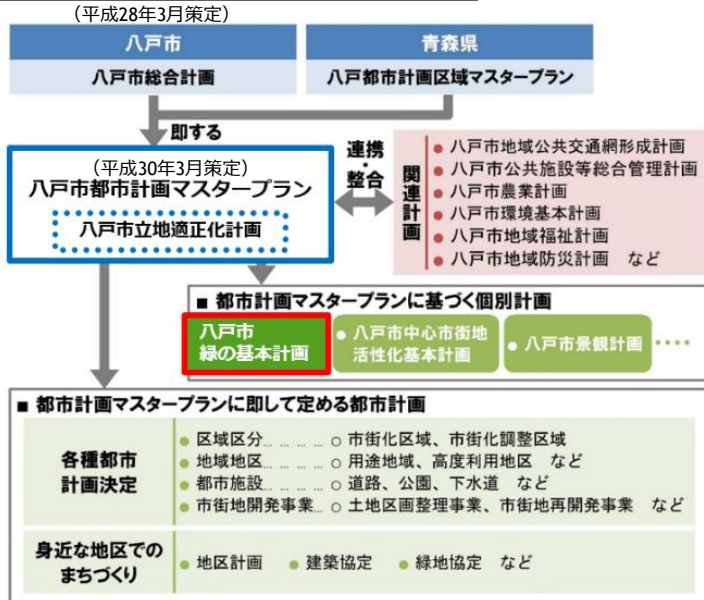 (平成28年3月策定)
八戸市
八戸市総合計画
青森県
八戸都市計画区域マスタープラン
即する
(平成30年3月策定)
八戸市都市計画マスタープラン
八戸市立地適正化計画
連携
・
整合
関連計画
● 八戸市地域公共交通網形成計画
● 八戸市公共施設等総合管理計画
● 八戸市農業計画
● 八戸市環境基本計画
● 八戸市地域福祉計画
● 八戸市地域防災計画 など
■ 都市計画マスタープランに基づく個別計画
八戸市
緑の基本計画
● 八戸市中心市街地
活性化基本計画
● 八戸市景観計画 ····
■ 都市計画マスタープランに即して定める都市計画
各種都市
計画決定
● 区域区分………… ○ 市街化区域、市街化調整区域
● 地域地区………… ○ 用途地域、高度利用地区 など
● 都市施設………… ○ 道路、公園、下水道 など
● 市街地開発事業… ○ 土地区画整理事業、市街地再開発事業 など
身近な地区での
まちづくり
● 地区計画 ● 建築協定 ● 緑地協定 など